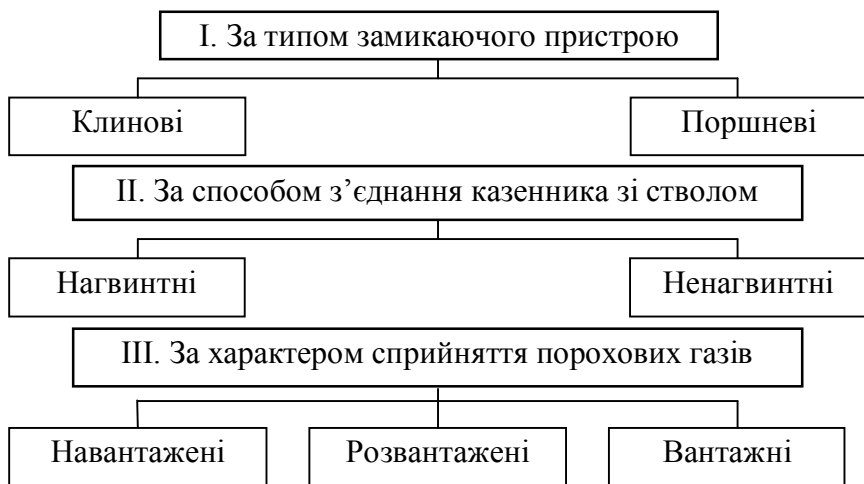 І. За типом замикаючого пристрою
Клинові
Поршневі
ІІ. За способом з’єднання казенника зі стволом
Нагвинтні
Ненагвинтні
ІІІ. За характером сприйняття порохових газів
Навантажені
Розвантажені
Вантажні